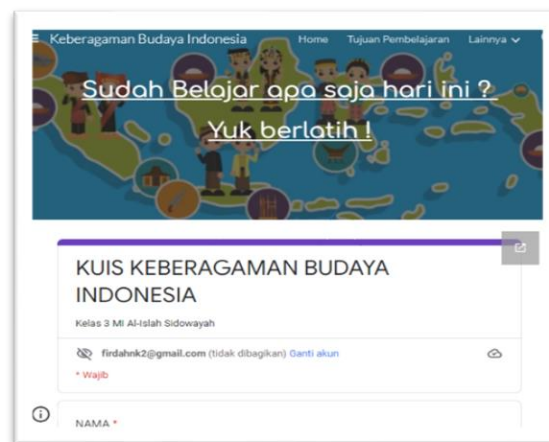 Keberagaman Budaya Indonesia Home Tujuan Pembelajaran Lainnya
Sudah Belajar apa saja hari ini ?
Yuk berlatih !
KUIS KEBERAGAMAN BUDAYA
INDONESIA
Kelas 3 MI Al-Islah Sidowayah
firdahnk2@gmail.com (tidak dibagikan) Ganti akun
* Wajib
NAMA *